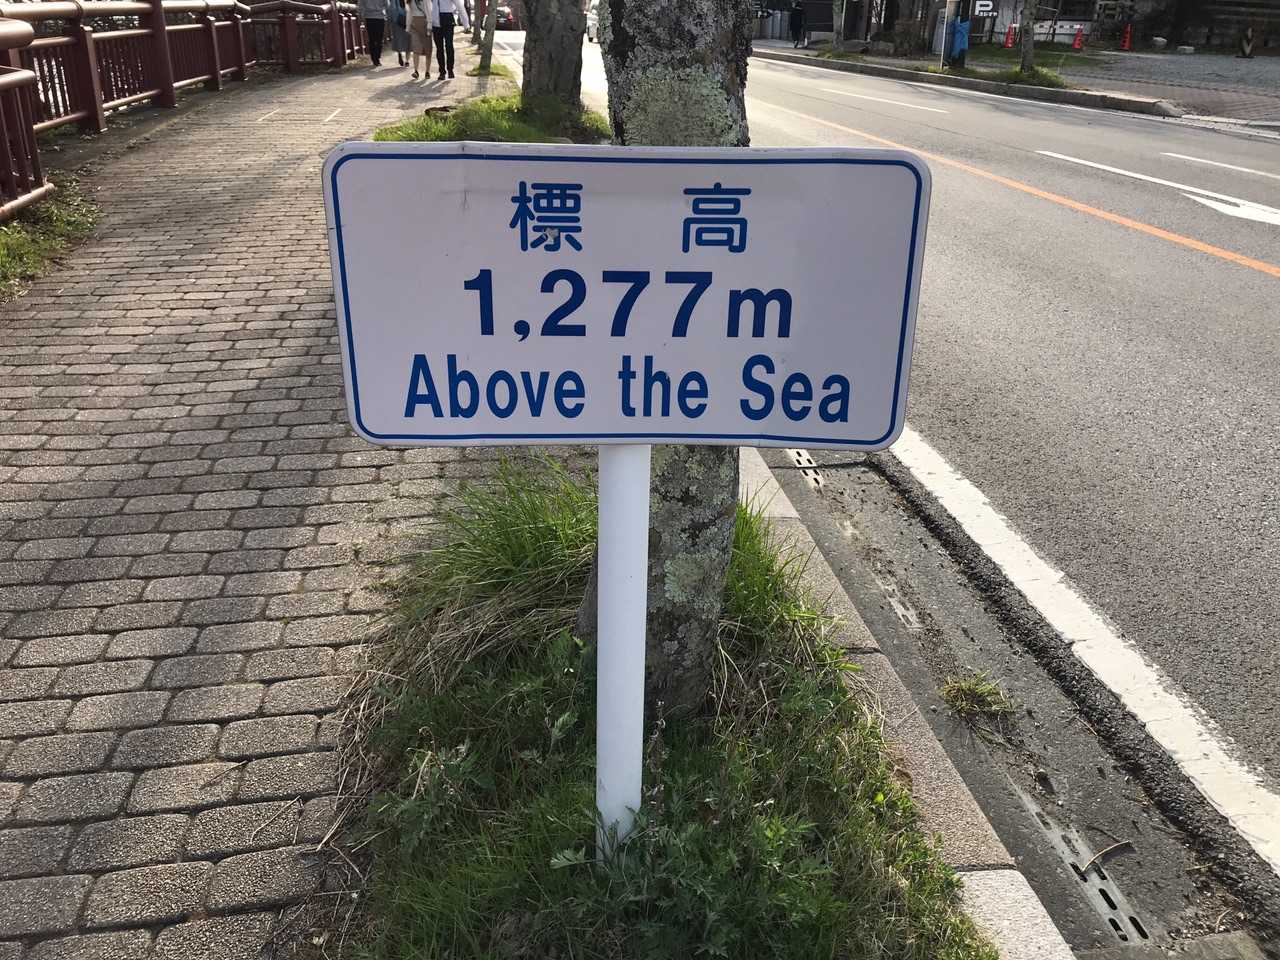 標高
1,277m
Above the Sea
P